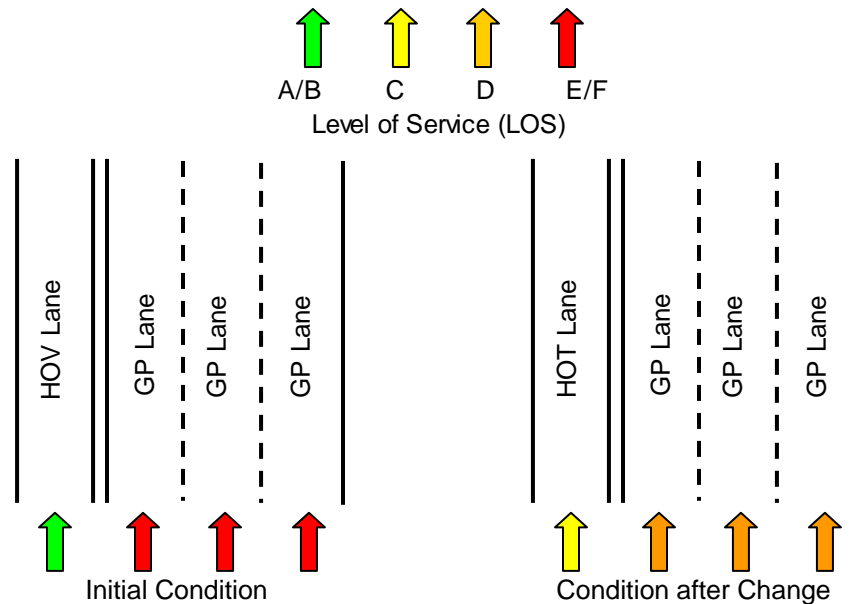 A/B C D E/F
Level of Service (LOS)
HOV Lane
GP Lane
GP Lane
GP Lane
HOT Lane
GP Lane
GP Lane
GP Lane
Initial Condition
Condition after Change